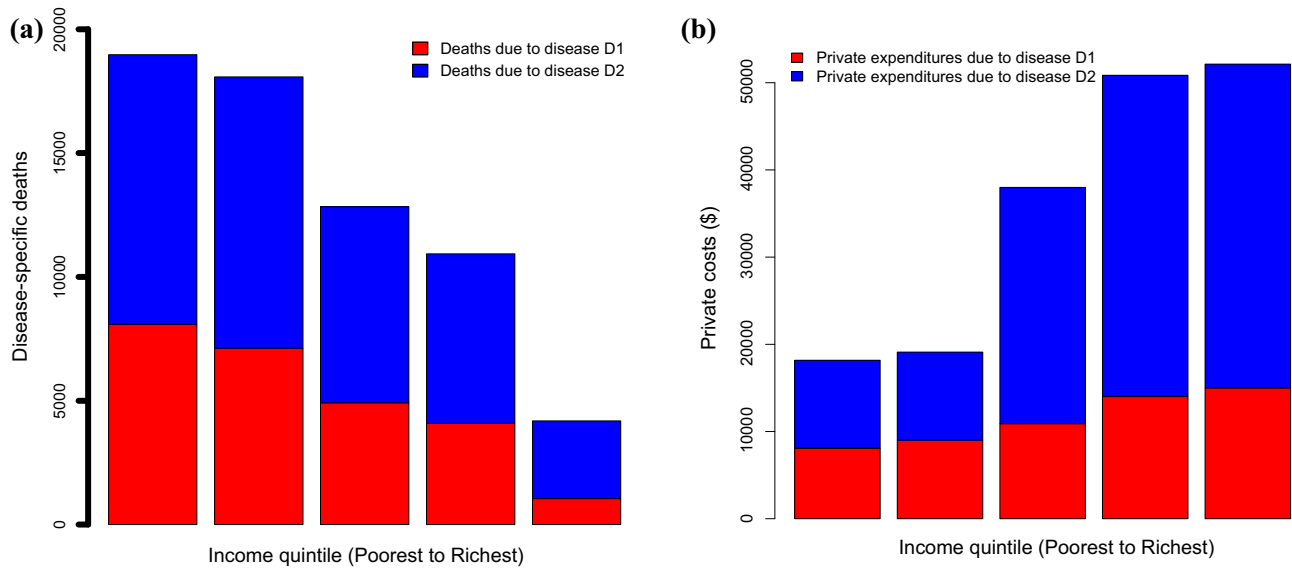 (a)
20000
15000
10000
5000
0
Disease-specific deaths
Deaths due to disease D1
Deaths due to disease D2
Income quintile (Poorest to Richest)
(b)
50000
40000
30000
20000
10000
0
Private costs ($)
Private expenditures due to disease D1
Private expenditures due to disease D2
Income quintile (Poorest to Richest)